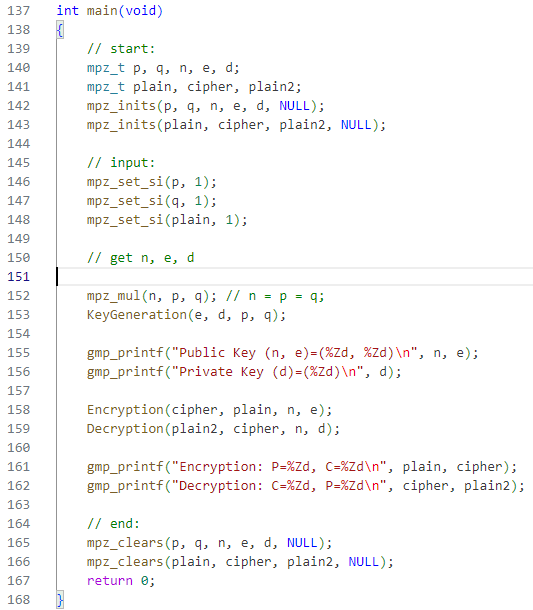 137 int main(void)
138 {
139     // start:
140     mpz_t p, q, n, e, d;
141     mpz_t plain, cipher, plain2;
142     mpz_inits(p, q, n, e, d, NULL);
143     mpz_inits(plain, cipher, plain2, NULL);
144
145     // input:
146     mpz_set_si(p, 1);
147     mpz_set_si(q, 1);
148     mpz_set_si(plain, 1);
149
150     // get n, e, d
151
152     mpz_mul(n, p, q); // n = p = q;
153     KeyGeneration(e, d, p, q);
154
155     gmp_printf("Public Key (n, e)=(%Zd, %Zd)\n", n, e);
156     gmp_printf("Private Key (d)=(%Zd)\n", d);
157
158     Encryption(cipher, plain, n, e);
159     Decryption(plain2, cipher, n, d);
160
161     gmp_printf("Encryption: P=%Zd, C=%Zd\n", plain, cipher);
162     gmp_printf("Decryption: C=%Zd, P=%Zd\n", cipher, plain2);
163
164     // end:
165     mpz_clears(p, q, n, e, d, NULL);
166     mpz_clears(plain, cipher, plain2, NULL);
167     return 0;
168 }